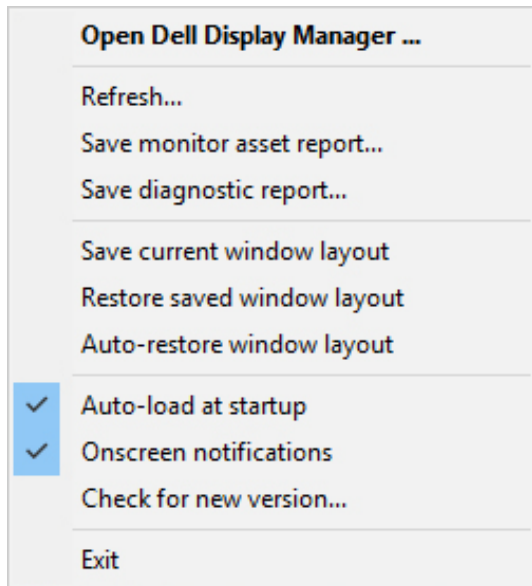 Open Dell Display Manager ...
Refresh...
Save monitor asset report...
Save diagnostic report...
Save current window layout
Restore saved window layout
Auto-restore window layout
Auto-load at startup
Onscreen notifications
Check for new version...
Exit